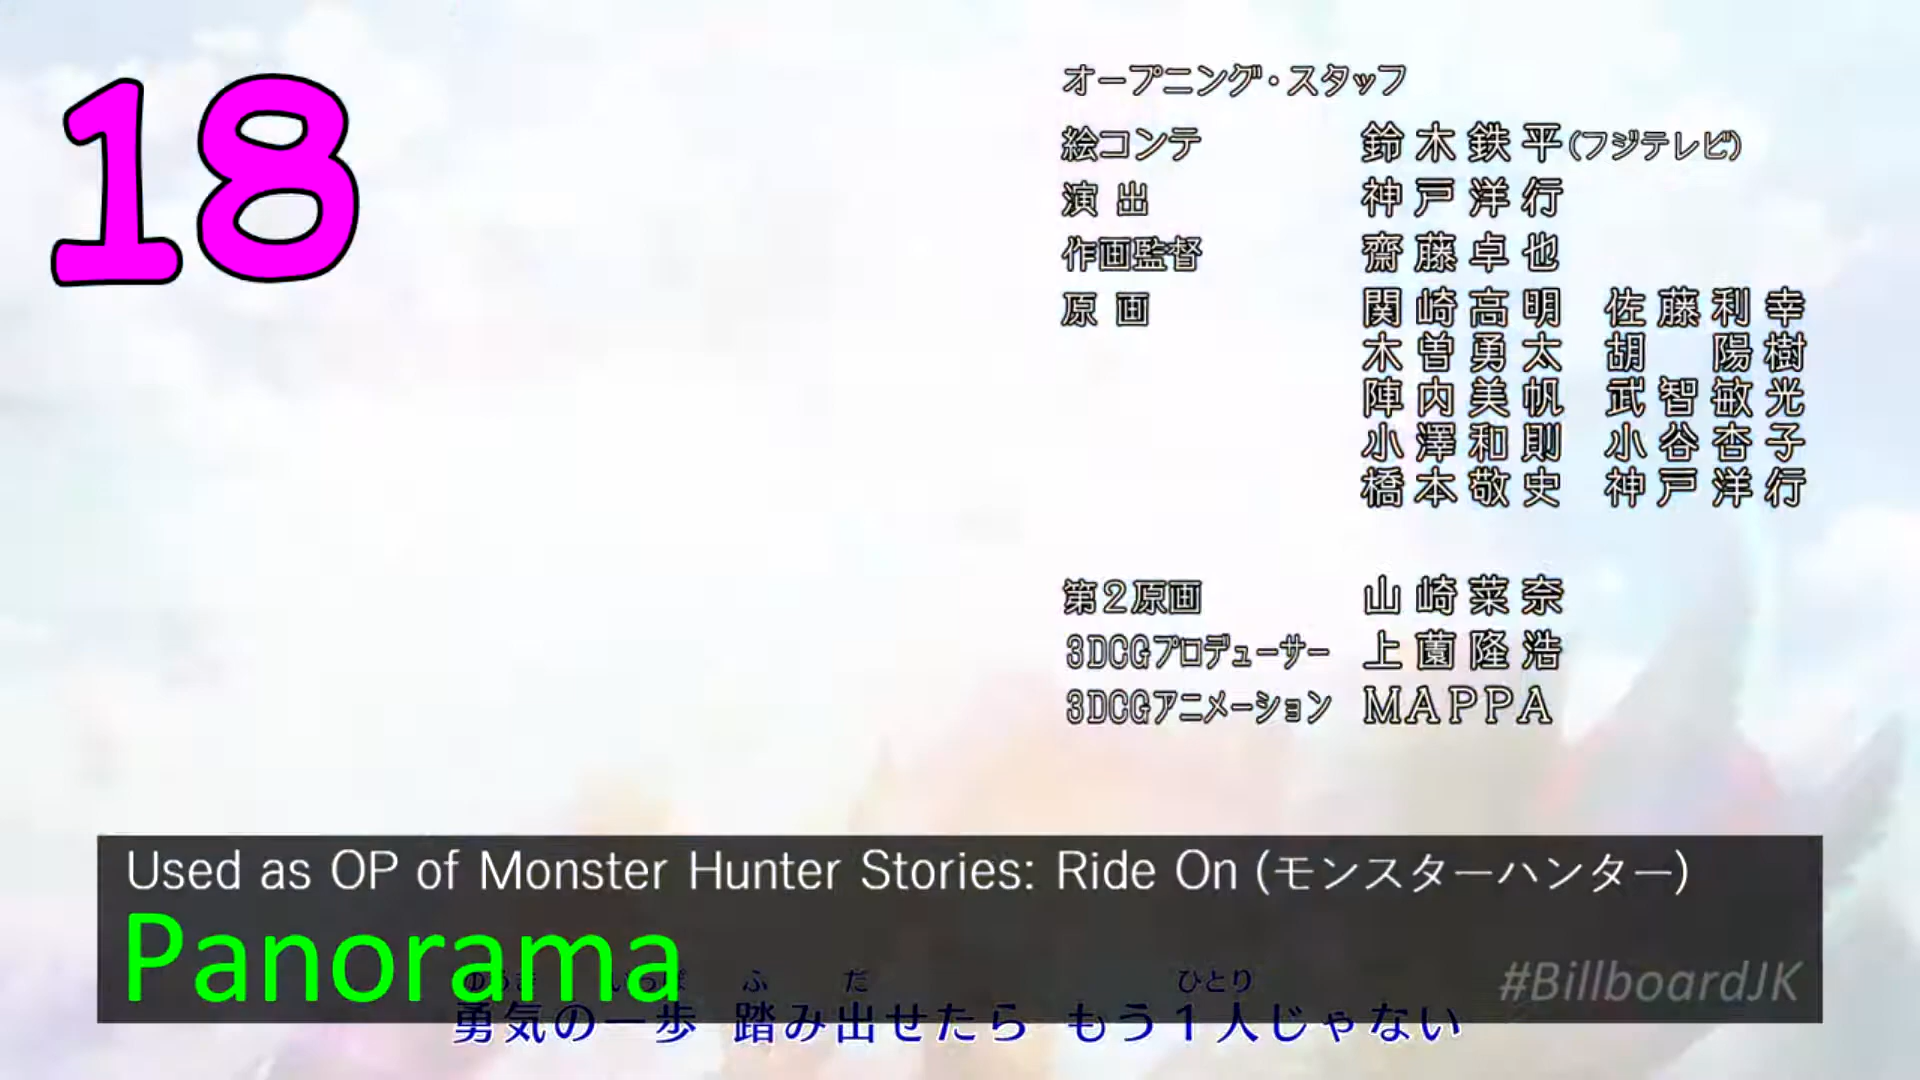 18
オープニング・スタッフ
絵コンテ 鈴木鉄平(フジテレビ)
演出 神戸洋行
作画監督 齋藤卓也
原画 関崎高明 佐藤利幸
木曽勇太 胡 陽樹
陣内美帆 武智敏光
小澤和則 小谷杏子
橋本敬史 神戸洋行
第2原画 山崎菜奈
3DCGプロデューサー 上薗隆浩
3DCGアニメーション MAPPA
Used as OP of Monster Hunter Stories: Ride On (モンスターハンター)
Panorama
#BillboardJK
ふ だ ひとり
勇気の一歩 踏み出せたら もう1人じゃない